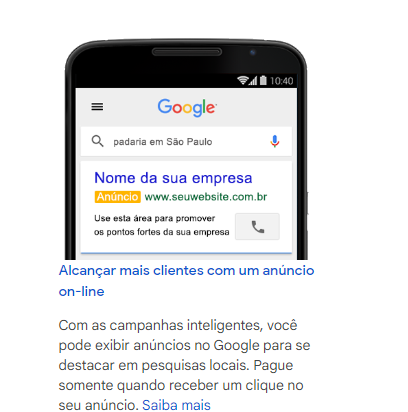 10:40
Google
padaria em São Paulo
Nome da sua empresa
Anúncio www.seuwebsite.com.br
Use esta área para promover
os pontos fortes da sua empresa
Alcançar mais clientes com um anúncio
on-line
Com as campanhas inteligentes, você
pode exibir anúncios no Google para se
destacar em pesquisas locais. Pague
somente quando receber um clique no
seu anúncio. Saiba mais